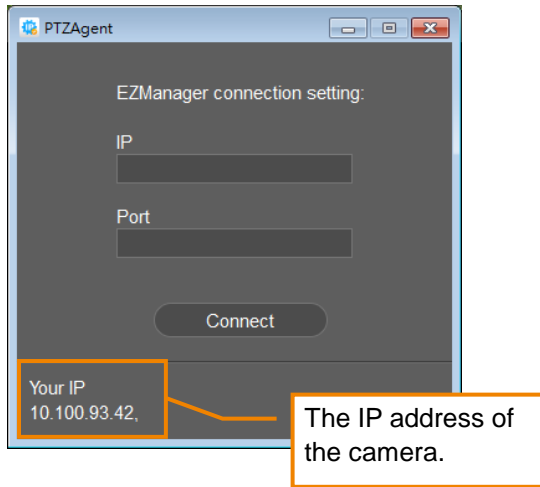 PTZAgent
EZManager connection setting:
IP
Port
Connect
Your IP
10.100.93.42,
The IP address of
the camera.